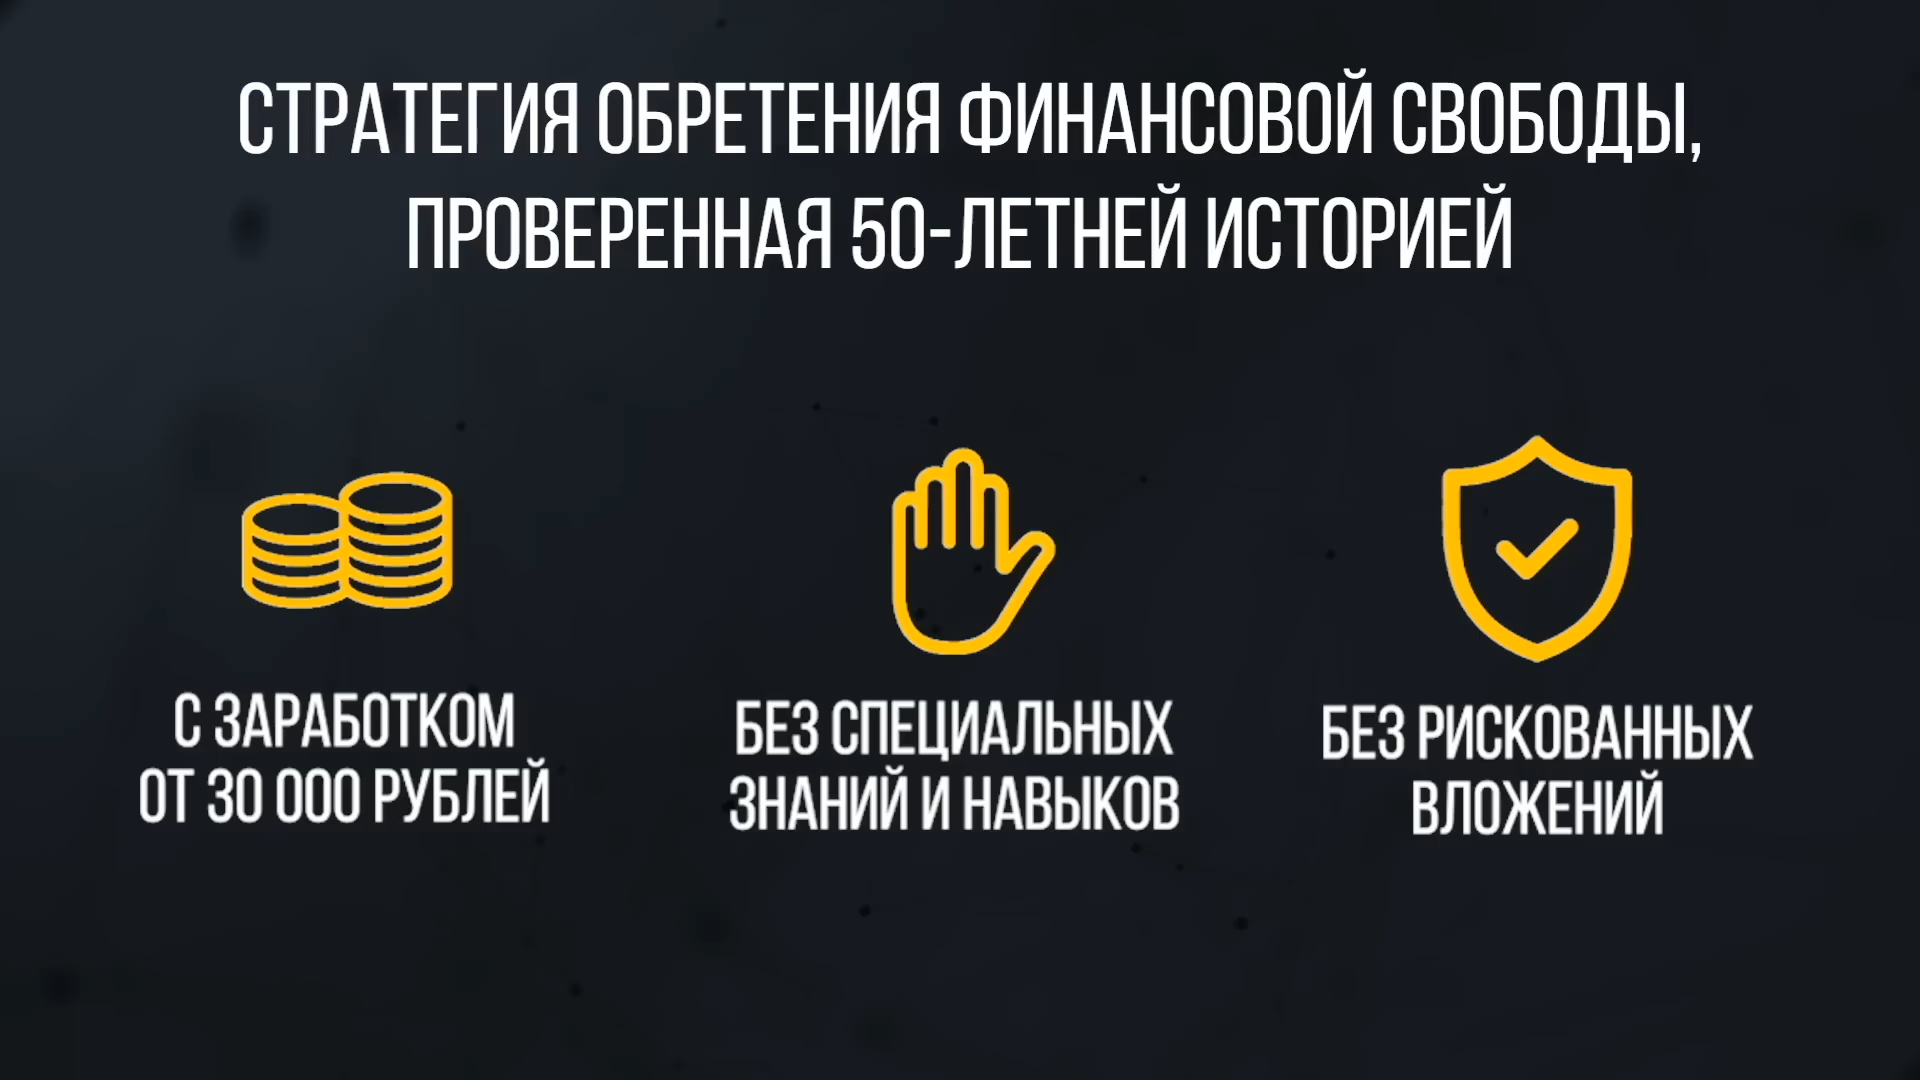 СТРАТЕГИЯ ОБРЕТЕНИЯ ФИНАНСОВОЙ СВОБОДЫ,
ПРОВЕРЕННАЯ 50-ЛЕТНЕЙ ИСТОРИЕЙ
С ЗАРАБОТКОМ
ОТ 30 000 РУБЛЕЙ
БЕЗ СПЕЦИАЛЬНЫХ
ЗНАНИЙ И НАВЫКОВ
БЕЗ РИСКОВАННЫХ
ВЛОЖЕНИЙ